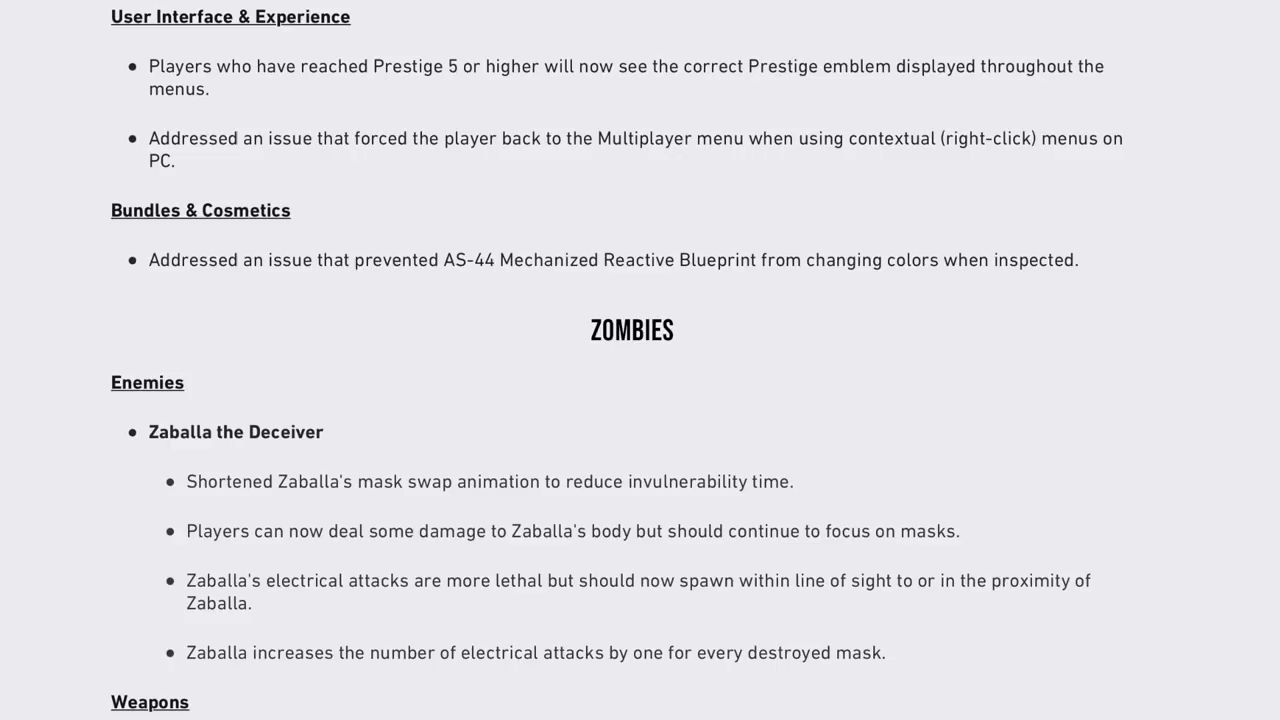 User Interface & Experience
● Players who have reached Prestige 5 or higher will now see the correct Prestige emblem displayed throughout the
menus.
● Addressed an issue that forced the player back to the Multiplayer menu when using contextual (right-click) menus on
PC.
Bundles & Cosmetics
● Addressed an issue that prevented AS-44 Mechanized Reactive Blueprint from changing colors when inspected.
ZOMBIES
Enemies
● Zaballa the Deceiver
● Shortened Zaballa's mask swap animation to reduce invulnerability time.
● Players can now deal some damage to Zaballa's body but should continue to focus on masks.
● Zaballa's electrical attacks are more lethal but should now spawn within line of sight to or in the proximity of
Zaballa.
● Zaballa increases the number of electrical attacks by one for every destroyed mask.
Weapons